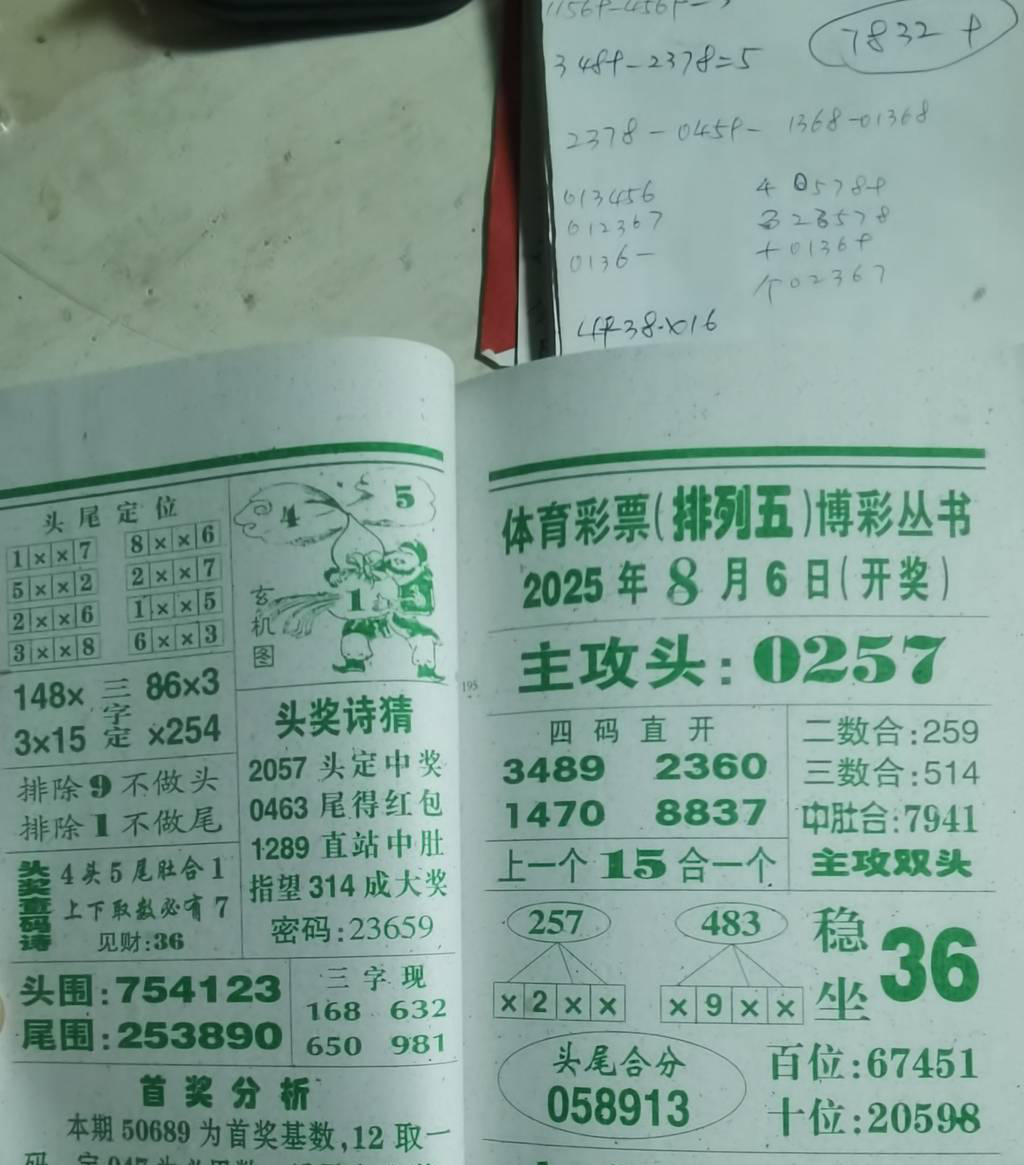 3489-2378=5
78329
2378-0459-1368-01368
013456
012367
0136-
405789
02367
头尾定位
1××7 8××6
5××2 2××7
2××6 1××5
3××8 6××3
4
5
1
玄机图
148× 三字定 86×3
3×15 ×254
排除9不做头
排除1不做尾
头奖查码诗
4头5尾肚合1
上下取数必有7
见财:36
头奖诗猜
2057头定中奖
0463尾得红包
1289直站中肚
指望314成大奖
密码:23659
头围:754123
尾围:253890
三字现
168 632
650 981
首奖分析
本期50689为首奖基数,12取一
195
体育彩票(排列五)博彩丛书
2025年8月6日(开奖)
主攻头:0257
四码直开
3489 2360
1470 8837
二数合:259
三数合:514
中肚合:7941
上一个15合一个
主攻双头
257
×2××
483
×9××
稳坐36
头尾合分
058913
百位:67451
十位:20598